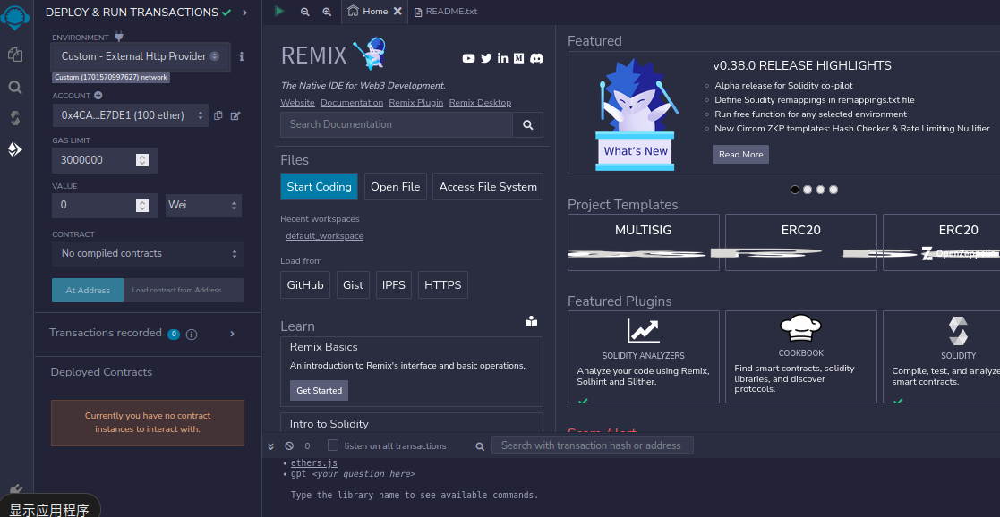 DEPLOY & RUN TRANSACTIONS
ENVIRONMENT
Custom - External Http Provider
Custom (1701570997627) network
ACCOUNT
0x4CA...E7DE1 (100 ether)
GAS LIMIT
3000000
VALUE
0
Wei
CONTRACT
No compiled contracts
At Address
Load contract from Address
Transactions recorded 0
Deployed Contracts
Currently you have no contract
instances to interact with.
显示应用程序
Home
README.txt
REMIX
The Native IDE for Web3 Development.
Website Documentation Remix Plugin Remix Desktop
Search Documentation
Files
Start Coding
Open File
Access File System
Recent workspaces
default_workspace
Load from
GitHub
Gist
IPFS
HTTPS
Learn
Remix Basics
An introduction to Remix's interface and basic operations.
Get Started
Intro to Solidity
Featured
What's New
v0.38.0 RELEASE HIGHLIGHTS
Alpha release for Solidity co-pilot
Define Solidity remappings in remappings.txt file
Run free function for any selected environment
New Circom ZKP templates: Hash Checker & Rate Limiting Nullifier
Read More
Project Templates
MULTISIG
ERC20
ERC20
Featured Plugins
SOLIDITY ANALYZERS
Analyze your code using Remix,
Solhint and Slither.
COOKBOOK
Find smart contracts, solidity
libraries, and discover
protocols.
SOLIDITY
Compile, test, and analyze
smart contracts.
0
listen on all transactions
Search with transaction hash or address
ethers.js
gpt <your question here>
Type the library name to see available commands.